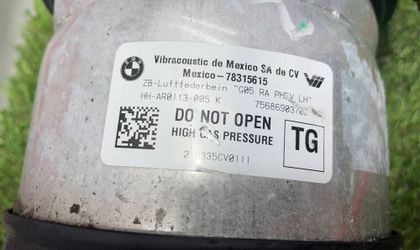 Vibracoustic de Mexico SA de CV
Mexico - 78315615
ZB-Luftfederbein "G05 RA PHSV LH"
HH-AR0113-005 K
DO NOT OPEN
HIGH GAS PRESSURE
TG